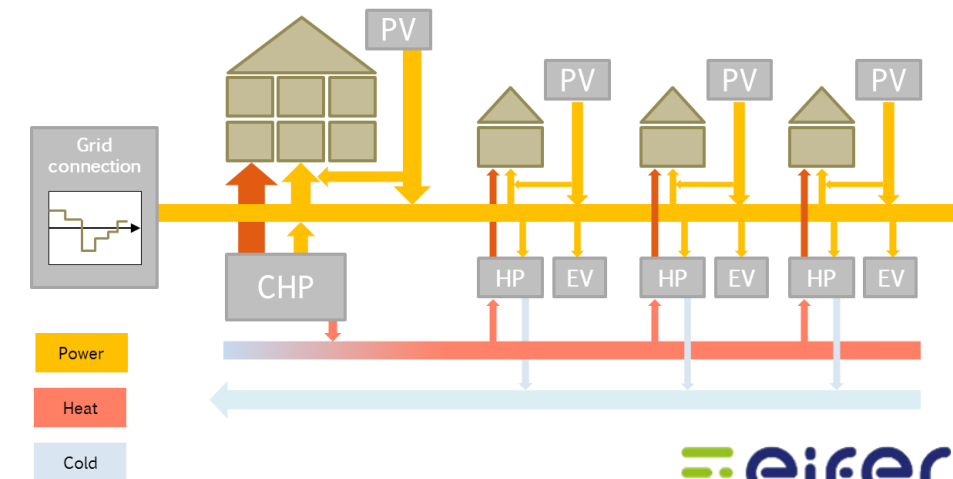 PV
PV
PV
PV
Grid
connection
CHP
HP
EV
HP
EV
HP
EV
Power
Heat
Cold
eifer